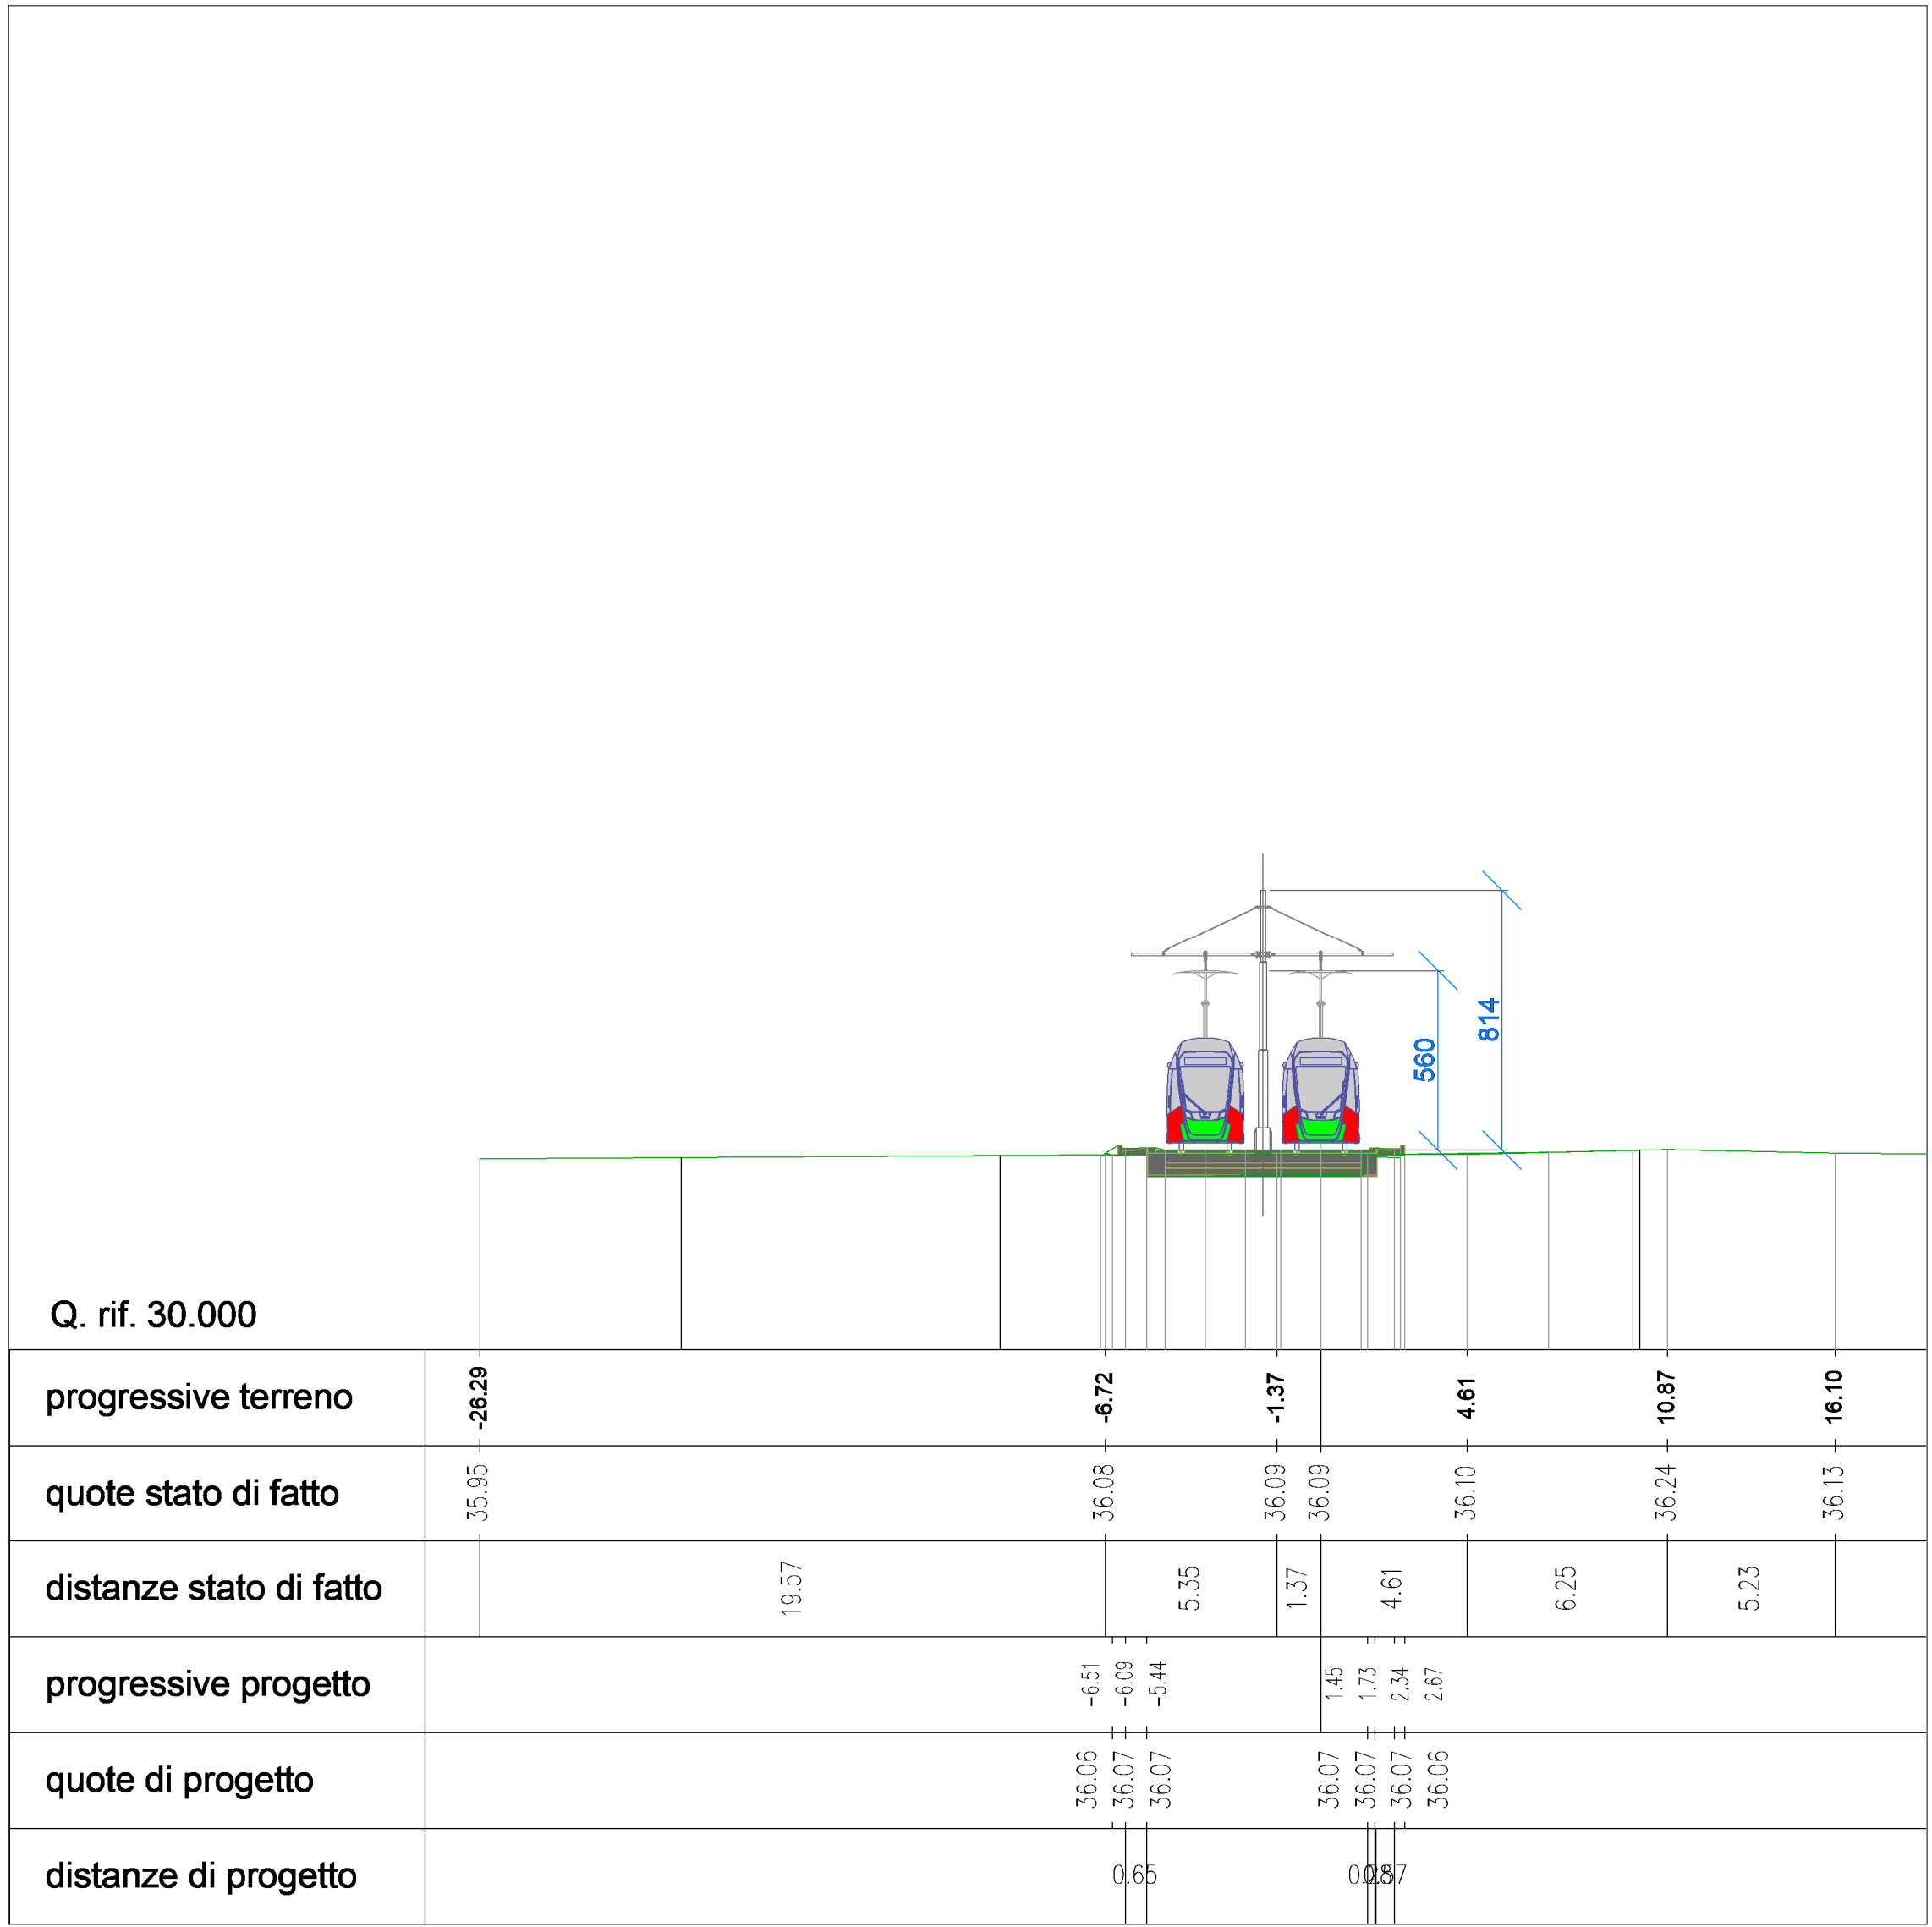 814
560
Q. rif. 30.000
progressive terreno -26.29 -6.72 -1.37 4.61 10.87 16.10
quote stato di fatto 35.95 36.08 36.09 36.09 36.10 36.24 36.13
distanze stato di fatto 19.57 5.35 1.37 4.61 6.25 5.23
progressive progetto -6.51 -6.09 -5.44 1.45 1.73 2.34 2.67
quote di progetto 36.06 36.07 36.07 36.07 36.07 36.07 36.06
distanze di progetto 0.65